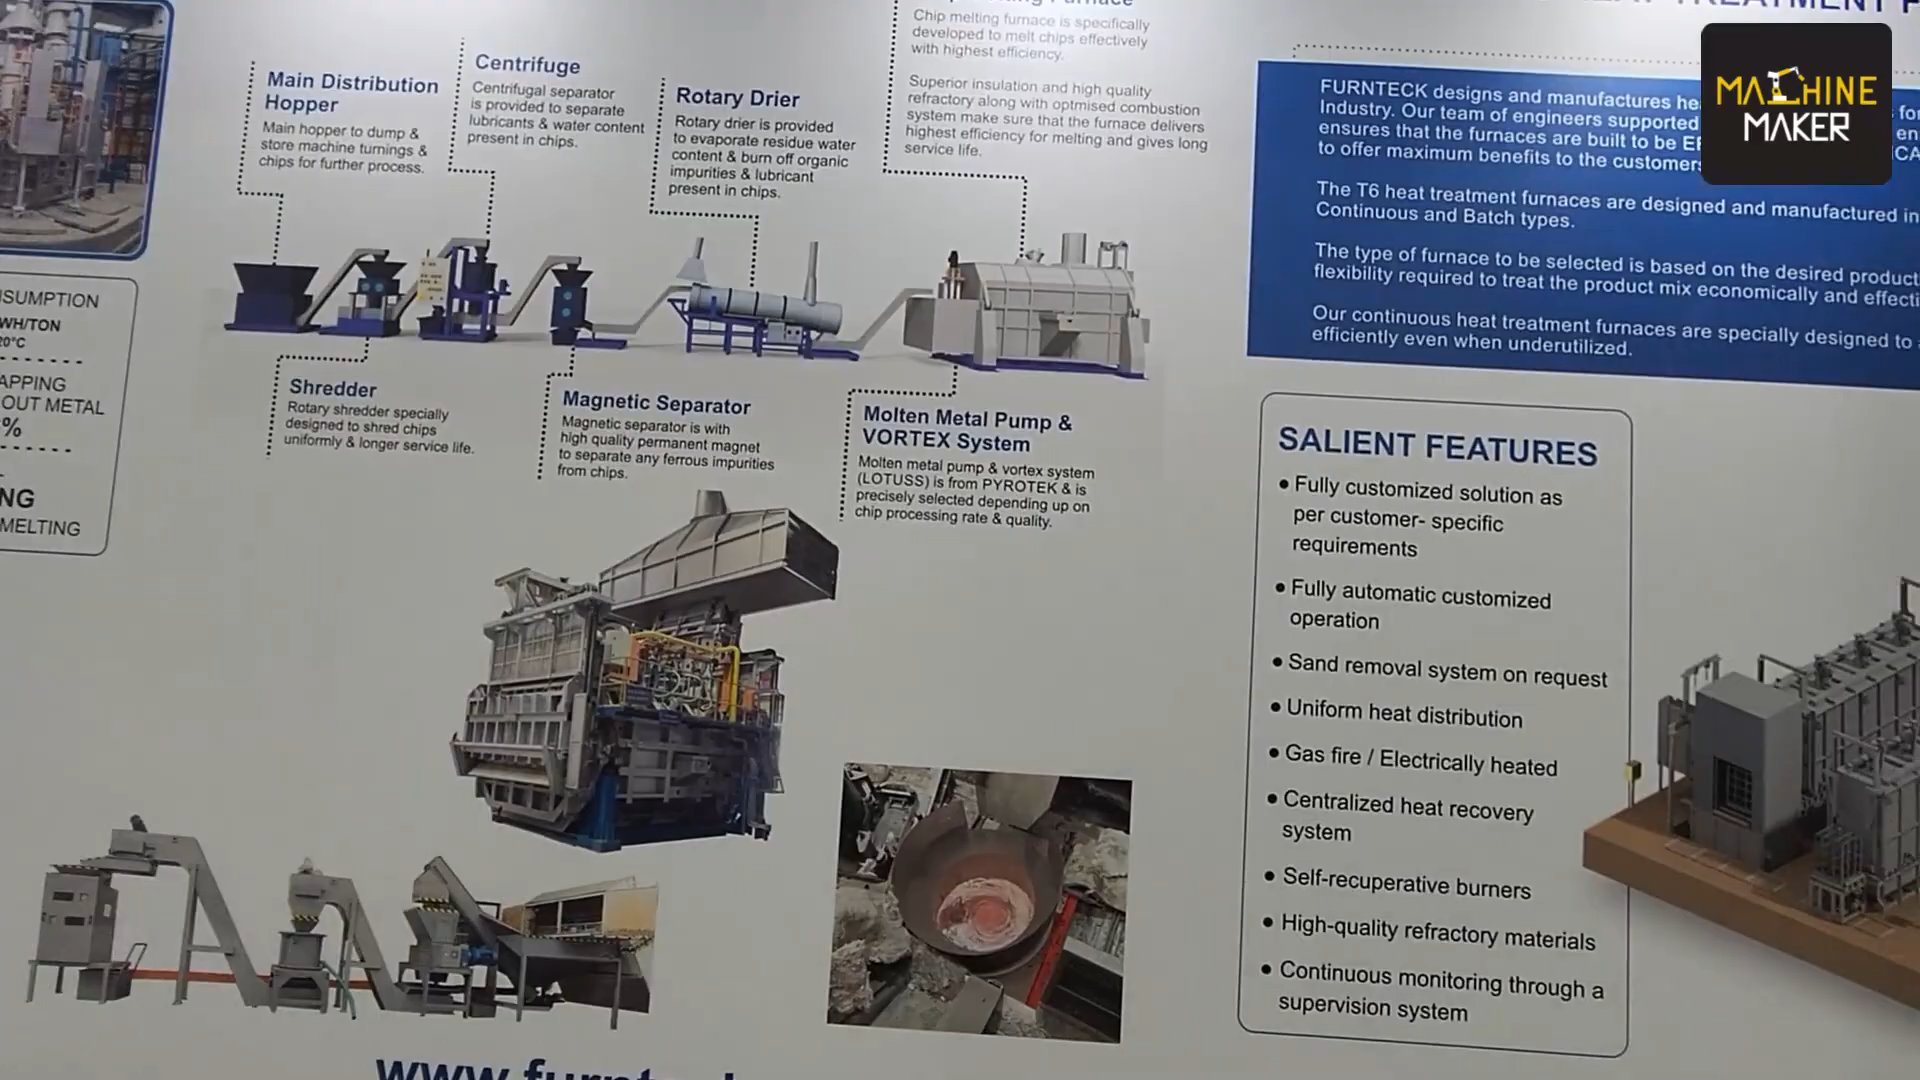 Main Distribution
Hopper
Main hopper to dump &
store machine turnings &
chips for further process.
Centrifuge
Centrifugal separator
is provided to separate
lubricants & water content
present in chips.
Rotary Drier
Rotary drier is provided
to evaporate residue water
content & burn off organic
impurities & lubricant
present in chips.
Chip melting furnace is specifically
developed to melt chips effectively
with highest efficiency.
Superior insulation and high quality
refractory along with optmised combustion
system make sure that the furnace delivers
highest efficiency for melting and gives long
service life.
Shredder
Rotary shredder specially
designed to shred chips
uniformly & longer service life.
Magnetic Separator
Magnetic separator is with
high quality permanent magnet
to separate any ferrous impurities
from chips.
Molten Metal Pump &
VORTEX System
Molten metal pump & vortex system
(LOTUSS) is from PYROTEK & is
precisely selected depending up on
chip processing rate & quality.
WH/TON
OUT METAL
%
MELTING
FURNTECK designs and manufactures
Industry. Our team of engineers supported
ensures that the furnaces are built to be
to offer maximum benefits to the
The T6 heat treatment furnaces are designed and manufactured in
Continuous and Batch types.
The type of furnace to be selected is based on the desired
flexibility required to treat the product mix economically and
Our continuous heat treatment furnaces are specially designed to
efficiently even when underutilized.
MACHINE
MAKER
SALIENT FEATURES
• Fully customized solution as
per customer- specific
requirements
• Fully automatic customized
operation
• Sand removal system on request
• Uniform heat distribution
• Gas fire / Electrically heated
• Centralized heat recovery
system
• Self-recuperative burners
• High-quality refractory materials
• Continuous monitoring through a
supervision system